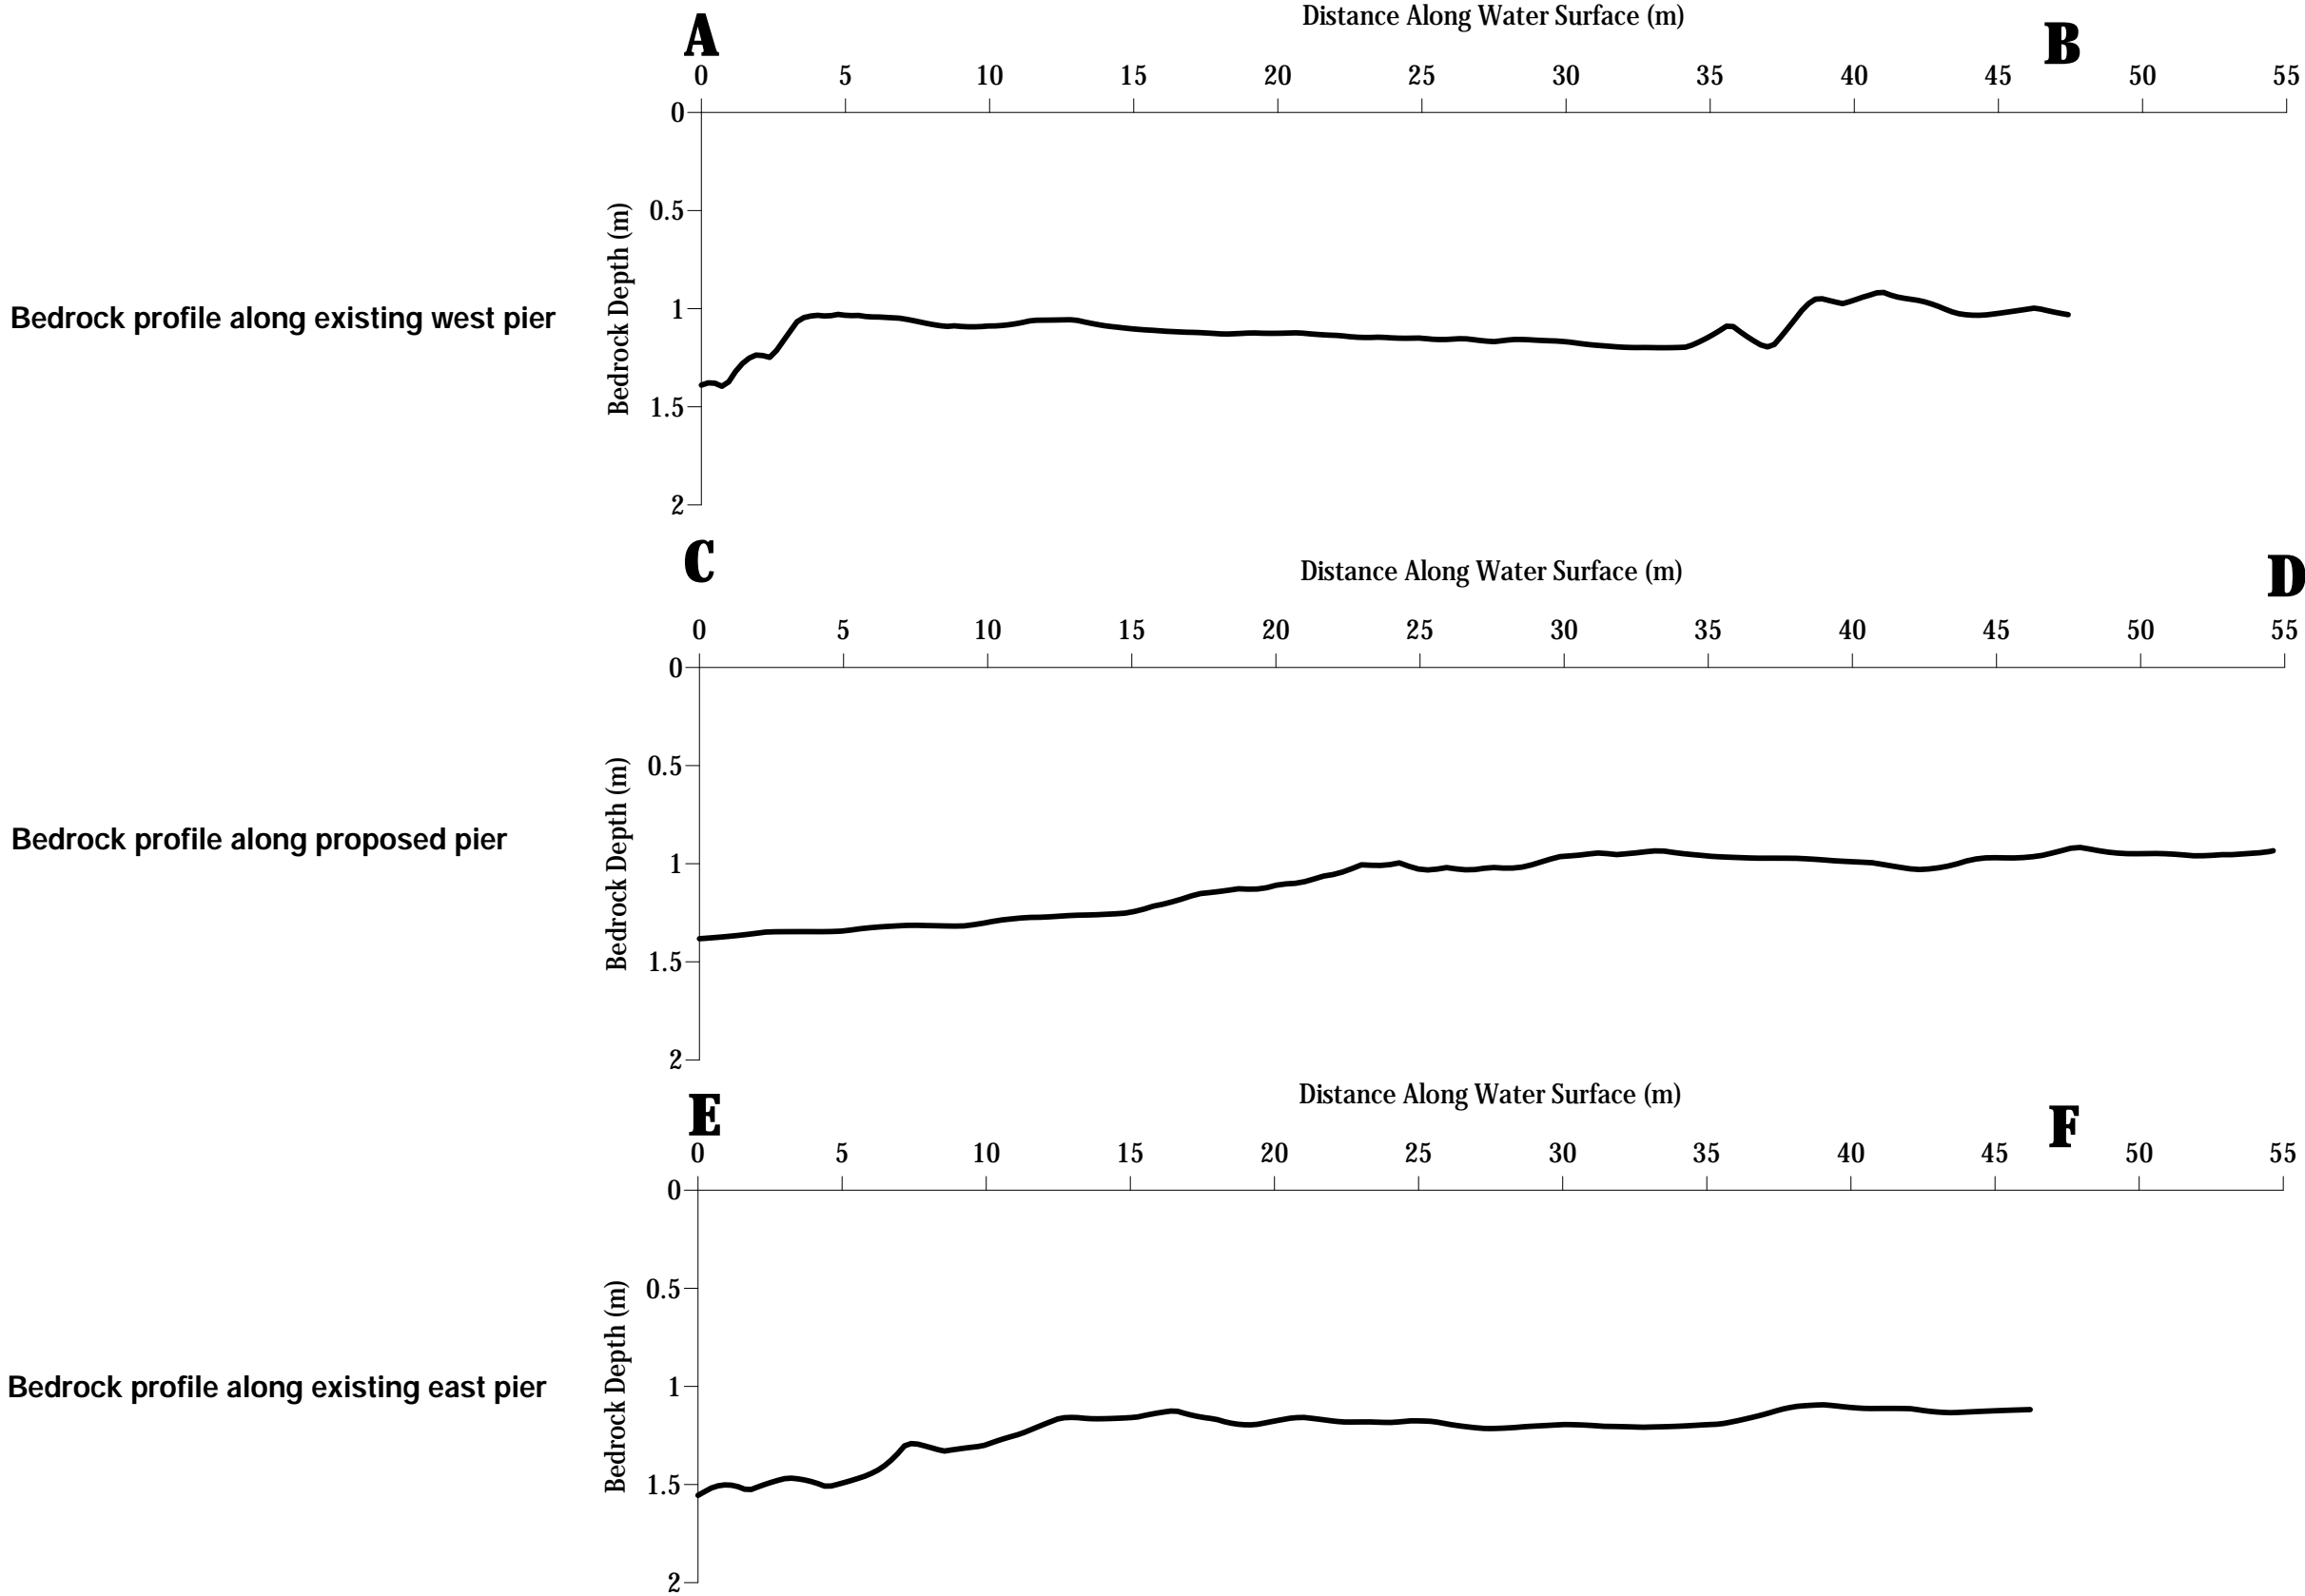 Distance Along Water Surface (m)
A
B
0 5 10 15 20 25 30 35 40 45 50 55
0
0.5
1
1.5
2
Bedrock Depth (m)
Bedrock profile along existing west pier
C
Distance Along Water Surface (m)
D
0 5 10 15 20 25 30 35 40 45 50 55
0
0.5
1
1.5
2
Bedrock Depth (m)
Bedrock profile along proposed pier
Distance Along Water Surface (m)
E
F
0 5 10 15 20 25 30 35 40 45 50 55
0
0.5
1
1.5
2
Bedrock Depth (m)
Bedrock profile along existing east pier